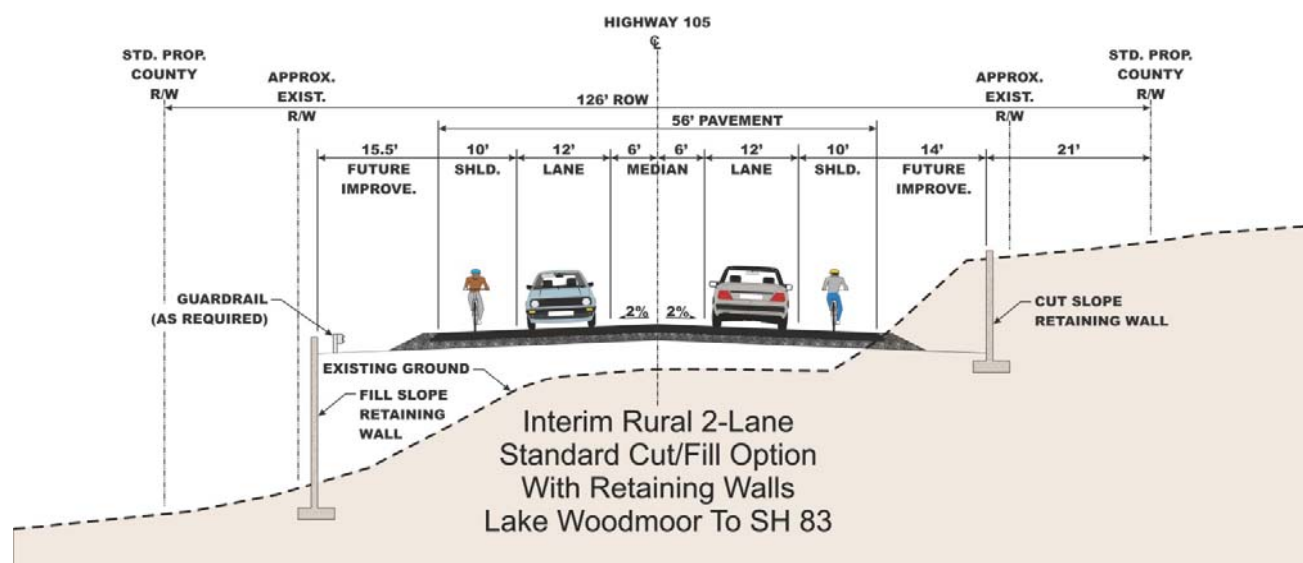 HIGHWAY 105
℄
STD. PROP.
COUNTY
R/W
APPROX.
EXIST.
R/W
APPROX.
EXIST.
R/W
STD. PROP.
COUNTY
R/W
126' ROW
56' PAVEMENT
15.5'
FUTURE
IMPROVE.
10'
SHLD.
12'
LANE
6'
6'
MEDIAN
12'
LANE
10'
SHLD.
14'
FUTURE
IMPROVE.
21'
GUARDRAIL
(AS REQUIRED)
2%
2%
CUT SLOPE
RETAINING WALL
EXISTING GROUND
FILL SLOPE
RETAINING
WALL
Interim Rural 2-Lane
Standard Cut/Fill Option
With Retaining Walls
Lake Woodmoor To SH 83